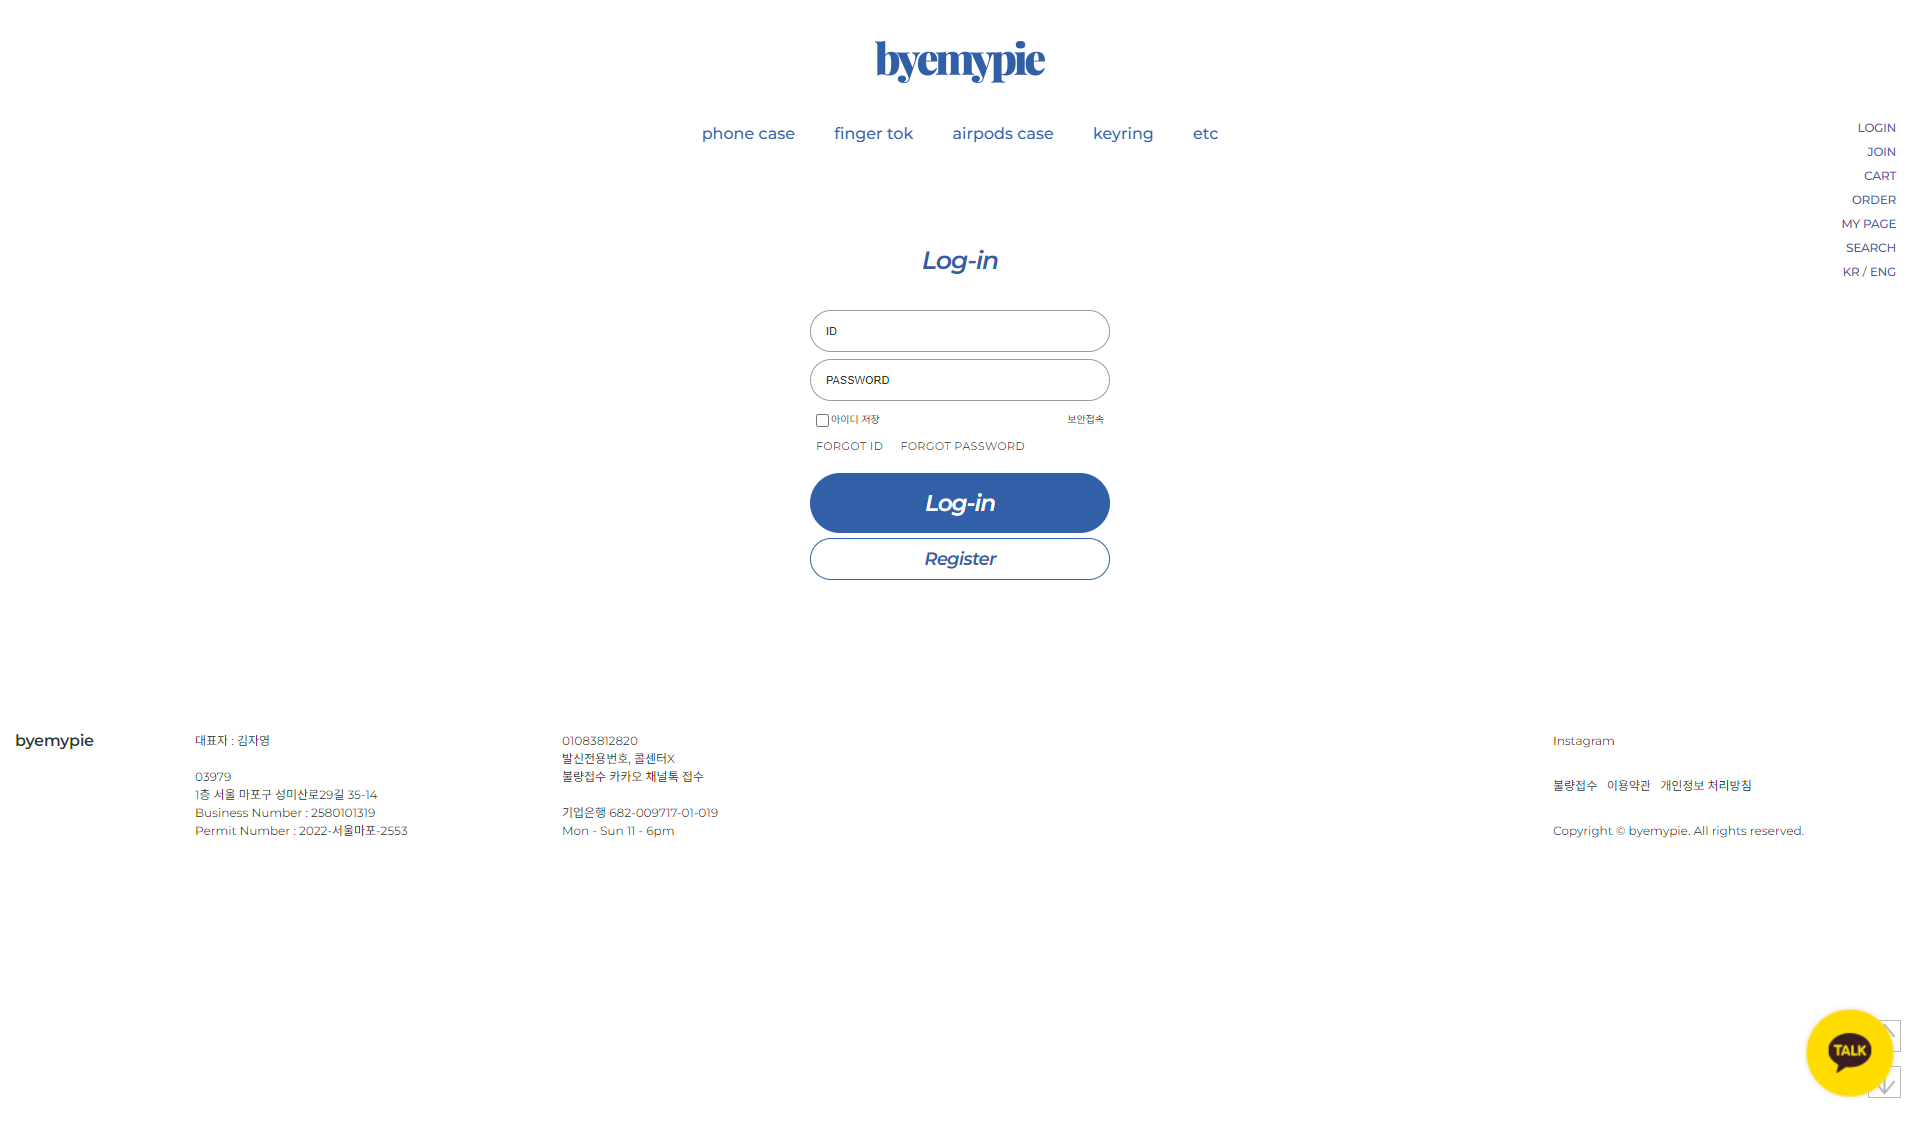 byemypie
phone case
finger tok
airpods case
keyring
etc
LOGIN
JOIN
CART
ORDER
MY PAGE
SEARCH
KR / ENG
Log-in
ID
PASSWORD
아이디 저장
보안접속
FORGOT ID
FORGOT PASSWORD
Log-in
Register
byemypie
대표자 : 김자영
03979
1층 서울 마포구 성미산로29길 35-14
Business Number : 2580101319
Permit Number : 2022-서울마포-2553
01083812820
발신전용번호, 콜센터X
불량접수 카카오 채널톡 접수
기업은행 682-009717-01-019
Mon - Sun 11 - 6pm
Instagram
불량접수 이용약관 개인정보 처리방침
Copyright © byemypie. All rights reserved.
TALK